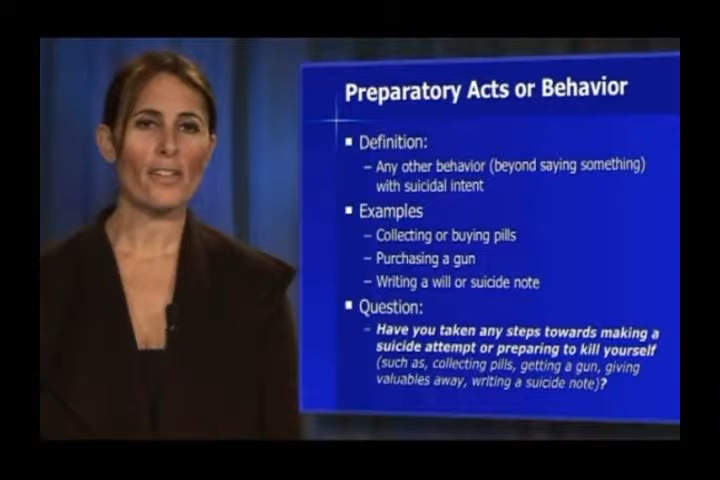 Preparatory Acts or Behavior
▪ Definition:
– Any other behavior (beyond saying something)
with suicidal intent
▪ Examples
– Collecting or buying pills
– Purchasing a gun
– Writing a will or suicide note
▪ Question:
– Have you taken any steps towards making a
suicide attempt or preparing to kill yourself
(such as, collecting pills, getting a gun, giving
valuables away, writing a suicide note)?